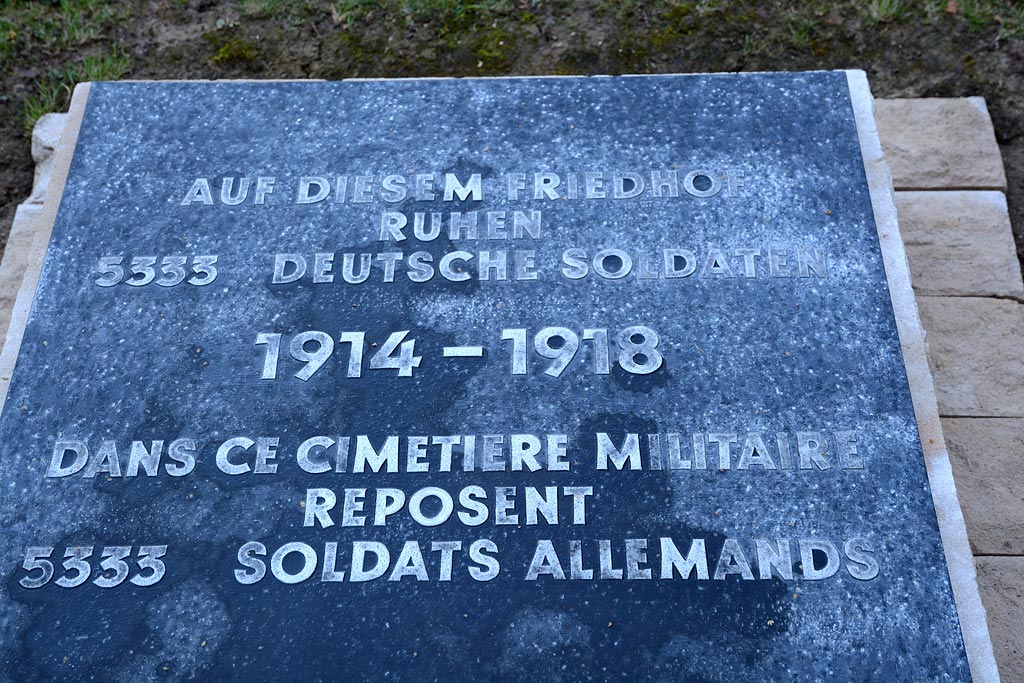 AUF DIESEM FRIEDHOF
RUHEN
5333 DEUTSCHE SOLDATEN
1914 – 1918
DANS CE CIMETIERE MILITAIRE
REPOSENT
5333 SOLDATS ALLEMANDS